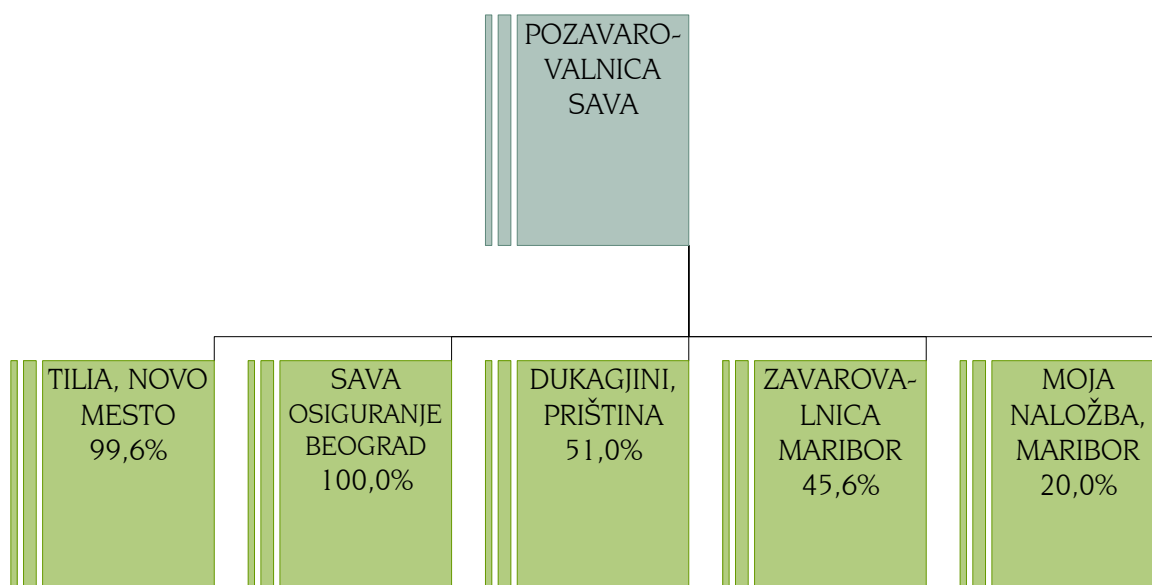 POZAVARO-
VALNICA
SAVA
TILIA, NOVO
MESTO
99,6%
SAVA
OSIGURANJE
BEOGRAD
100,0%
DUKAGJINI,
PRIŠTINA
51,0%
ZAVAROVA-
LNICA
MARIBOR
45,6%
MOJA
NALOŽBA,
MARIBOR
20,0%